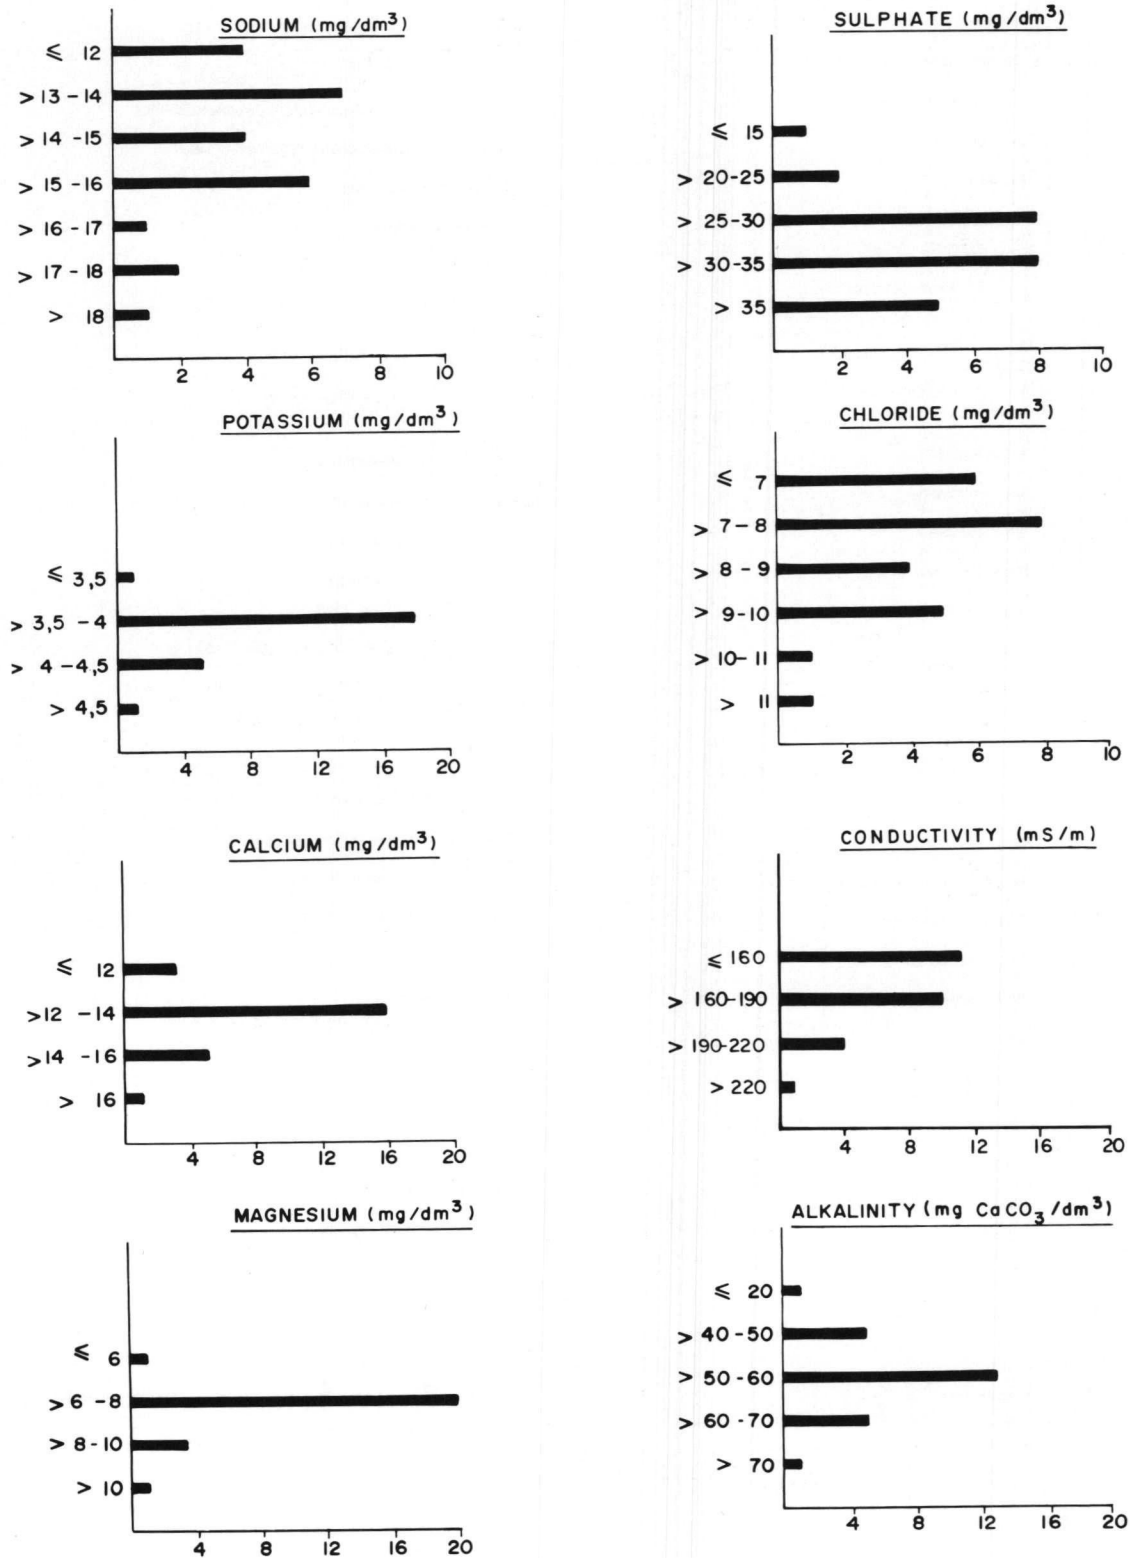 SODIUM (mg/dm³)
≤ 12
> 13 - 14
> 14 - 15
> 15 - 16
> 16 - 17
> 17 - 18
> 18
2 4 6 8 10
POTASSIUM (mg/dm³)
≤ 3,5
> 3,5 - 4
> 4 - 4,5
> 4,5
4 8 12 16 20
CALCIUM (mg/dm³)
≤ 12
>12 - 14
>14 - 16
> 16
4 8 12 16 20
MAGNESIUM (mg/dm³)
≤ 6
> 6 - 8
> 8 - 10
> 10
4 8 12 16 20
SULPHATE (mg/dm³)
≤ 15
> 20-25
> 25-30
> 30-35
> 35
2 4 6 8 10
CHLORIDE (mg/dm³)
≤ 7
> 7 - 8
> 8 - 9
> 9-10
> 10-11
> 11
2 4 6 8 10
CONDUCTIVITY (mS/m)
≤ 160
> 160-190
> 190-220
> 220
4 8 12 16 20
ALKALINITY (mg CaCO₃/dm³)
≤ 20
> 40 - 50
> 50 - 60
> 60 - 70
> 70
4 8 12 16 20